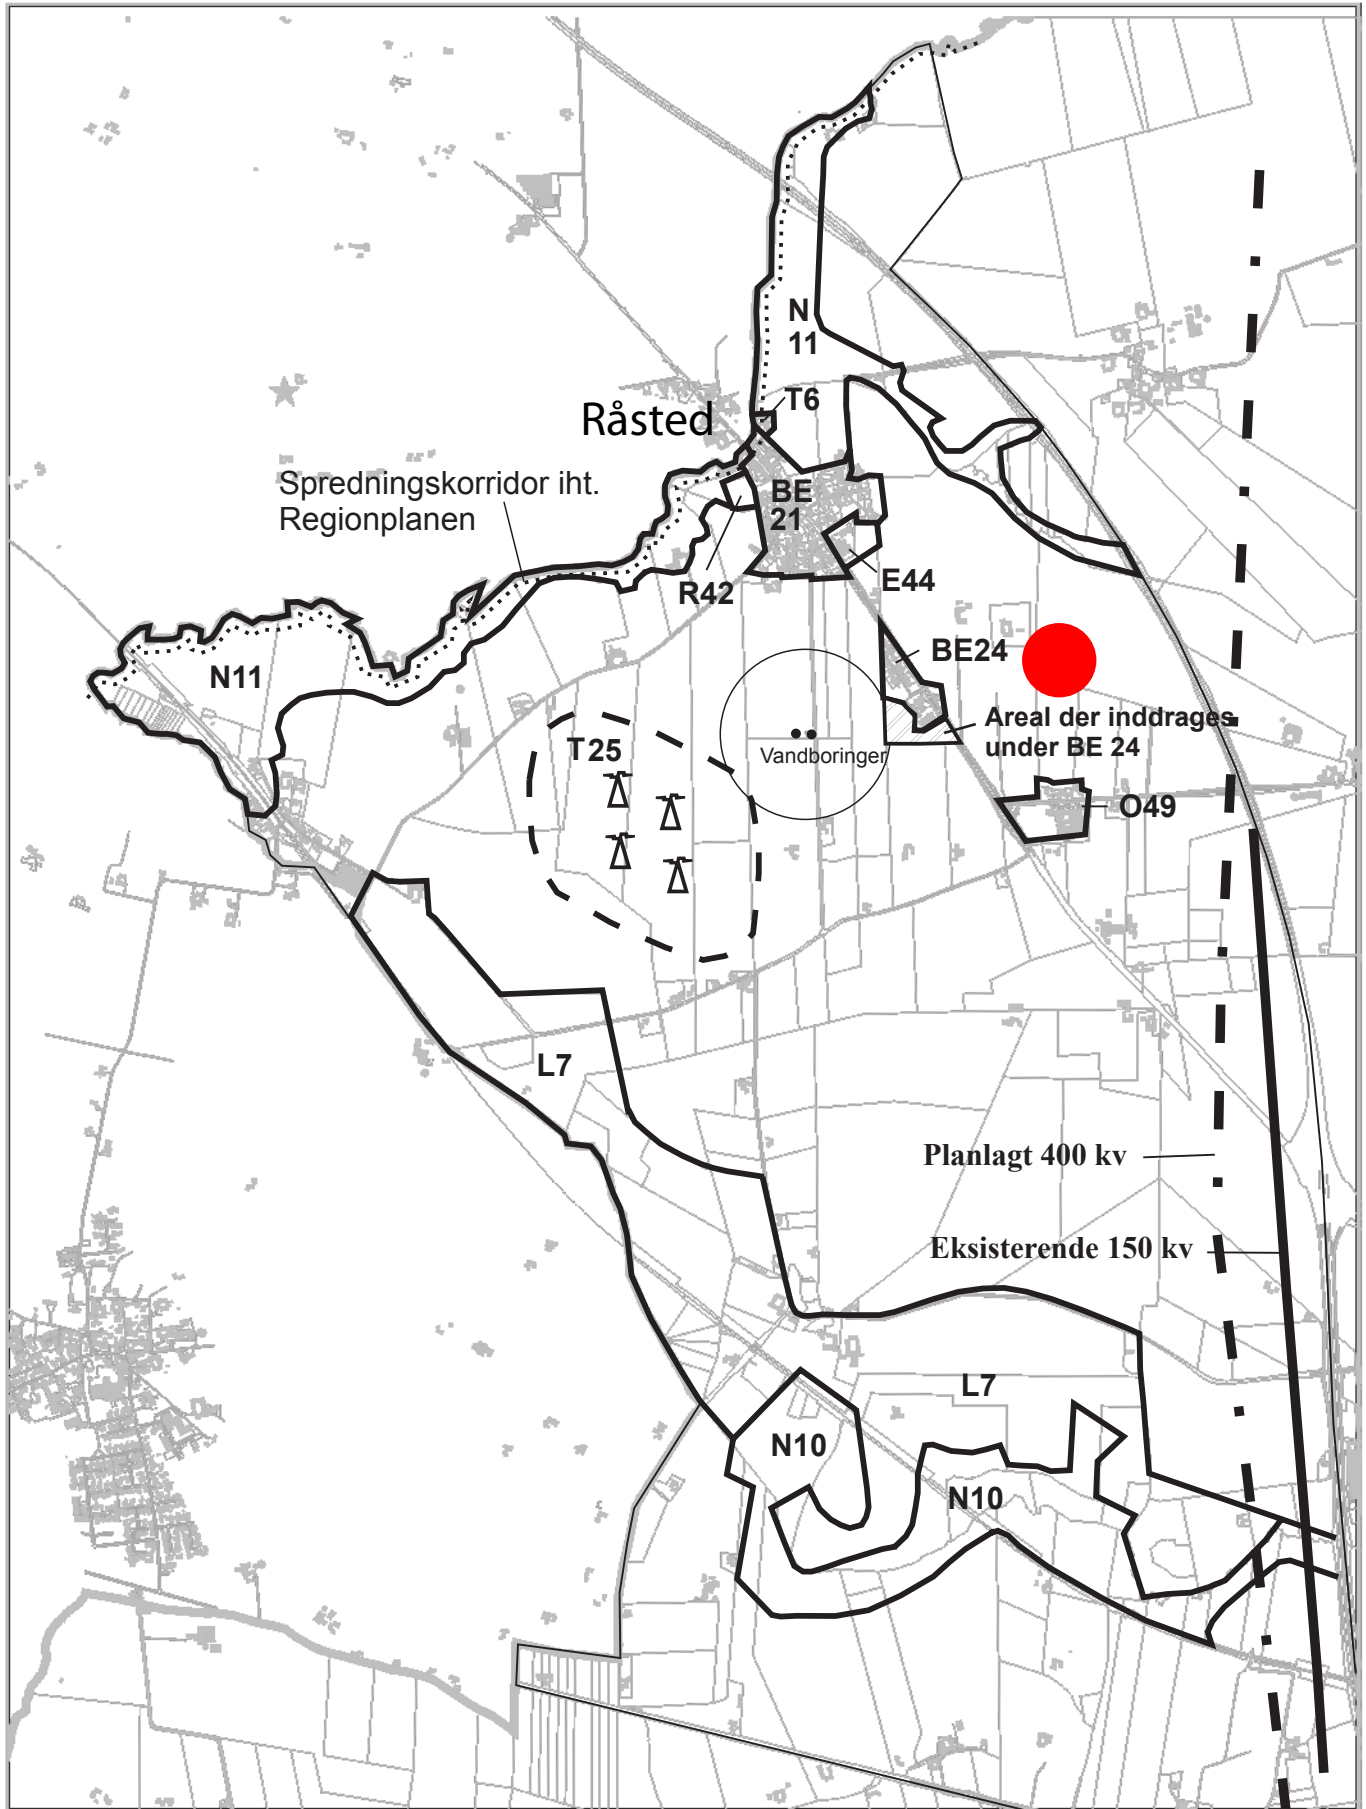 N
11
T6
Råsted
Spredningskorridor iht.
Regionplanen
BE
21
R42
E44
N11
BE24
Areal der inddrages
under BE 24
T25
Vandboringer
O49
L7
Planlagt 400 kv
Eksisterende 150 kv
L7
N10
N10